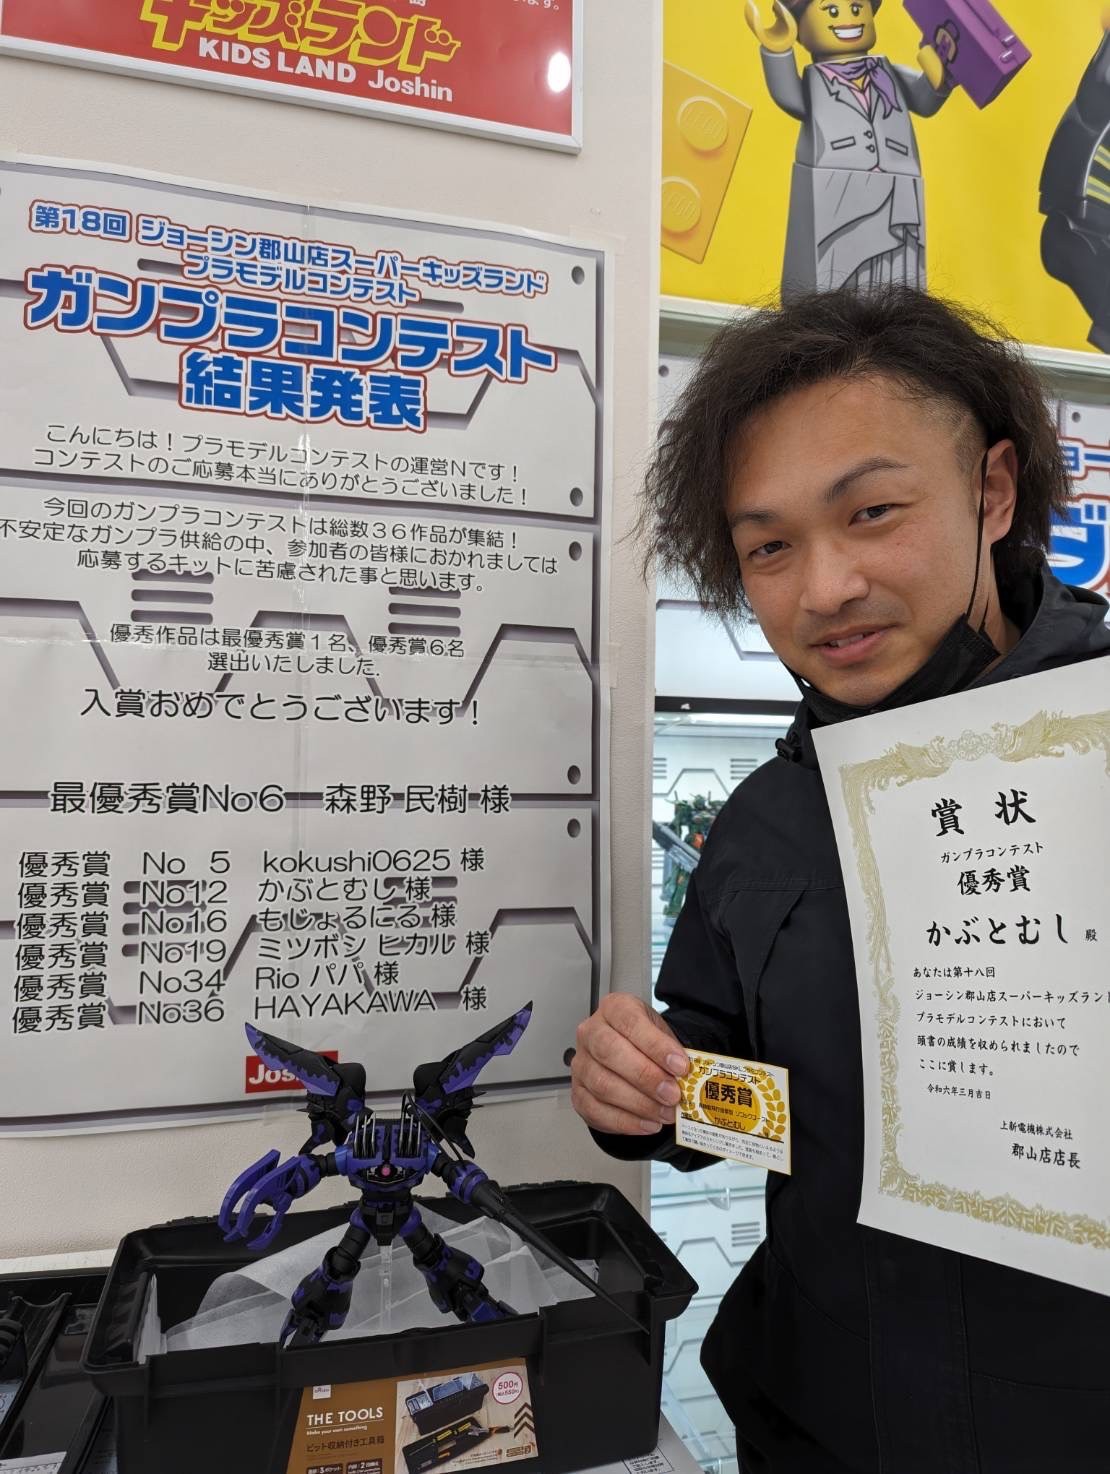 キッズランド
KIDS LAND Joshin
第18回 ジョーシン郡山店スーパーキッズランド
プラモデルコンテスト
ガンプラコンテスト
結果発表
こんにちは！プラモデルコンテストの運営Nです！
コンテストのご応募本当にありがとうございました！
今回のガンプラコンテストは総数３６作品が集結！
不安定なガンプラ供給の中、参加者の皆様におかれましては
応募するキットに苦慮された事と思います。
優秀作品は最優秀賞１名、優秀賞６名
選出いたしました.
入賞おめでとうございます！
最優秀賞No6 森野 民樹 様
優秀賞 No 5 kokushi0625 様
優秀賞 No12 かぶとむし 様
優秀賞 No16 もじょるにる 様
優秀賞 No19 ミツボシ ヒカル 様
優秀賞 No34 Rio パパ 様
優秀賞 No36 HAYAKAWA 様
Joshin
賞状
ガンプラコンテスト
優秀賞
かぶとむし 殿
あなたは第十八回
ジョーシン郡山店スーパーキッズランド
プラモデルコンテストにおいて
頭書の成績を収められましたので
ここに賞します。
令和六年三月吉日
上新電機株式会社
郡山店店長
ガンプラコンテスト
優秀賞
かぶとむし
THE TOOLS
Make your own something
ビット収納付き工具箱
500円
(税込550円)